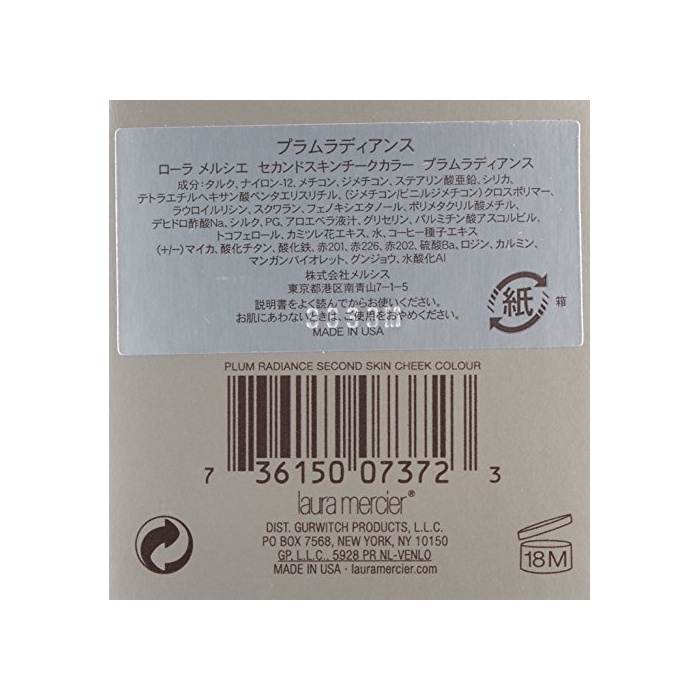 プラムラディアンス
ローラ メルシエ セカンドスキンチークカラー プラムラディアンス
成分：タルク、ナイロン-12、メチコン、ジメチコン、ステアリン酸亜鉛、シリカ、
テトラエチルヘキサン酸ペンタエリスリチル、（ジメチコン/ビニルジメチコン）クロスポリマー、
ラウロイルリシン、スクワラン、フェノキシエタノール、ポリメタクリル酸メチル、
デヒドロ酢酸Na、シルク、PG、アロエベラ液汁、グリセリン、パルミチン酸アスコルビル、
トコフェロール、カミツレ花エキス、水、コーヒー種子エキス
(+/-)マイカ、酸化チタン、酸化鉄、赤201、赤226、赤202、硫酸Ba、ロジン、カルミン、
マンガンバイオレット、グンジョウ、水酸化Al
株式会社メルシス
東京都港区南青山7-1-5
説明書をよく読んでからお使いください。
お肌にあわないときは、ご使用をおやめください。
MADE IN USA
紙 箱
PLUM RADIANCE SECOND SKIN CHEEK COLOUR
7 36150 07372 3
laura mercier®
DIST. GURWITCH PRODUCTS, L.L.C.
PO BOX 7568, NEW YORK, NY 10150
GP, L.L.C., 5928 PR NL-VENLO
MADE IN USA · lauramercier.com
18M